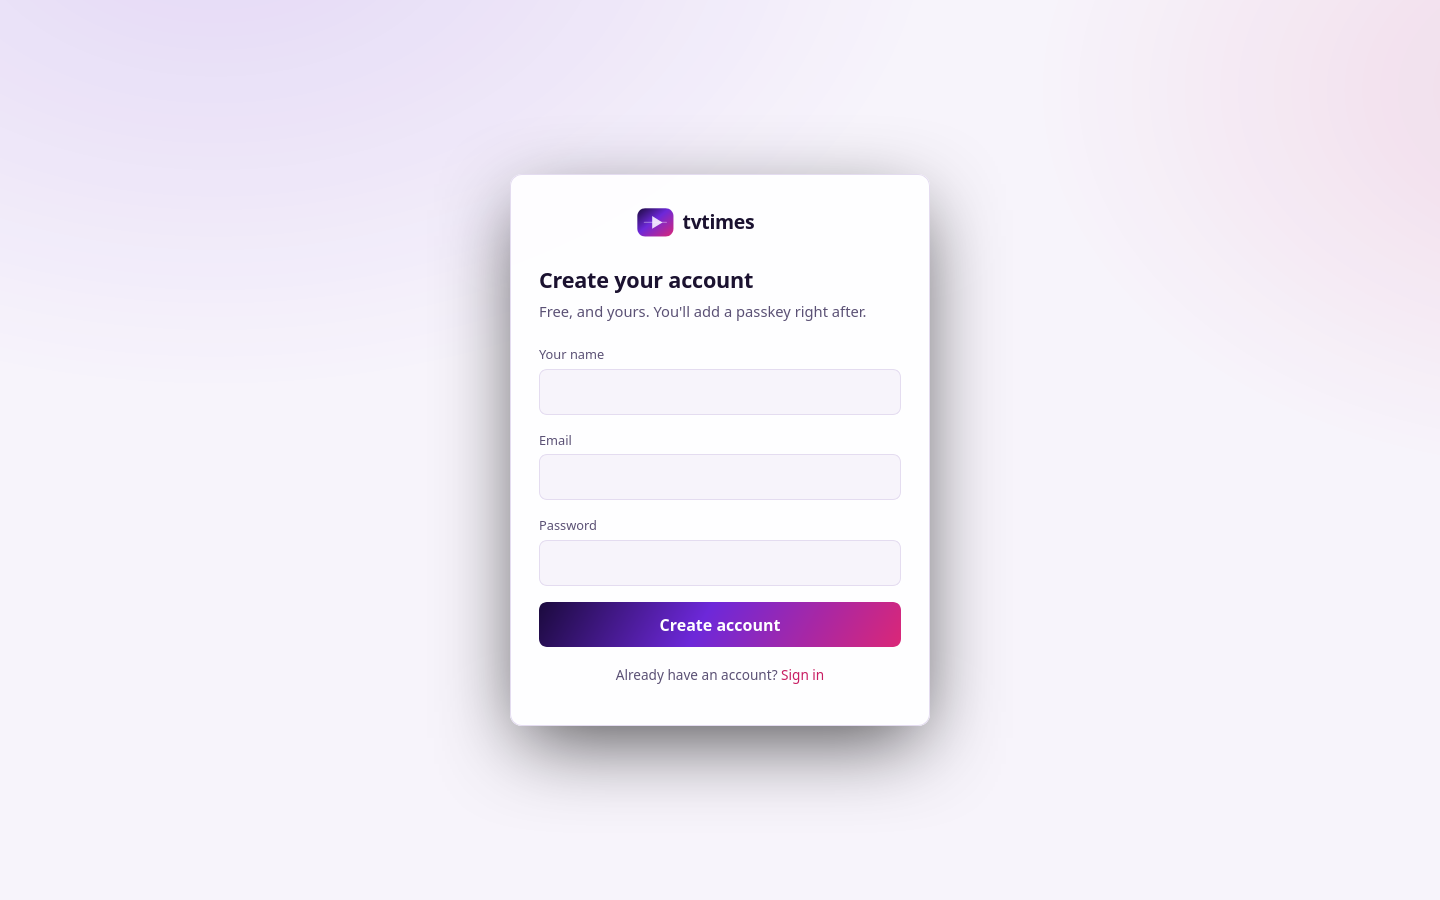 tvtimes
Create your account
Free, and yours. You'll add a passkey right after.
Your name
Email
Password
Create account
Already have an account? Sign in